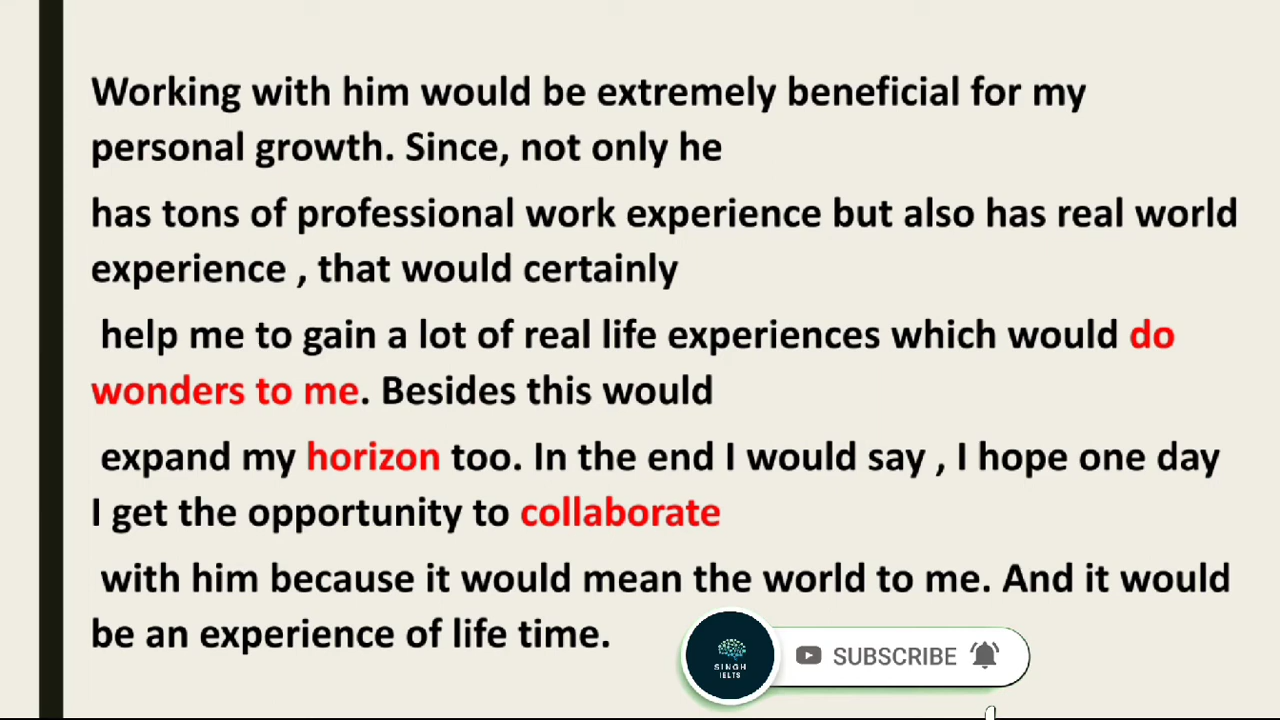 Working with him would be extremely beneficial for my
personal growth. Since, not only he
has tons of professional work experience but also has real world
experience , that would certainly
help me to gain a lot of real life experiences which would do
wonders to me. Besides this would
expand my horizon too. In the end I would say , I hope one day
I get the opportunity to collaborate
with him because it would mean the world to me. And it would
be an experience of life time.
SINGH
IELTS
SUBSCRIBE